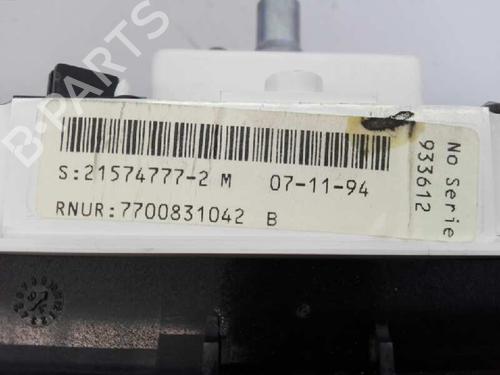 S:21574777-2 M 07-11-94
RNUR:7700831042 B
No Serie
933612
B-PARTS